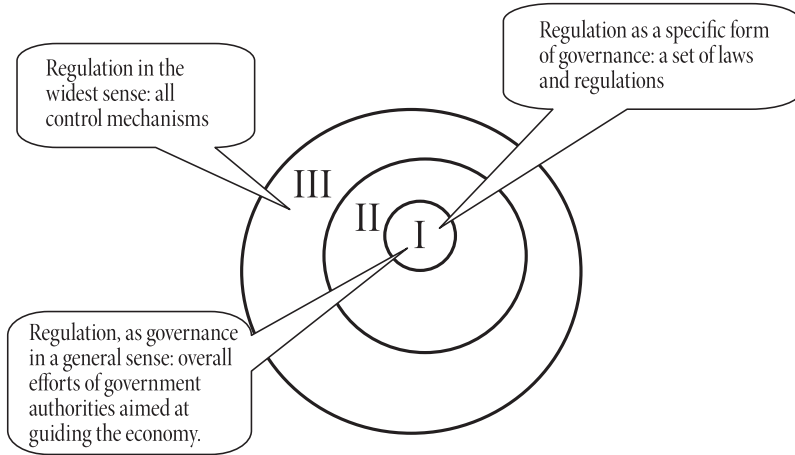 Regulation in the
widest sense: all
control mechanisms
Regulation as a specific form
of governance: a set of laws
and regulations
III
II
I
Regulation, as governance
in a general sense: overall
efforts of government
authorities aimed at
guiding the economy.